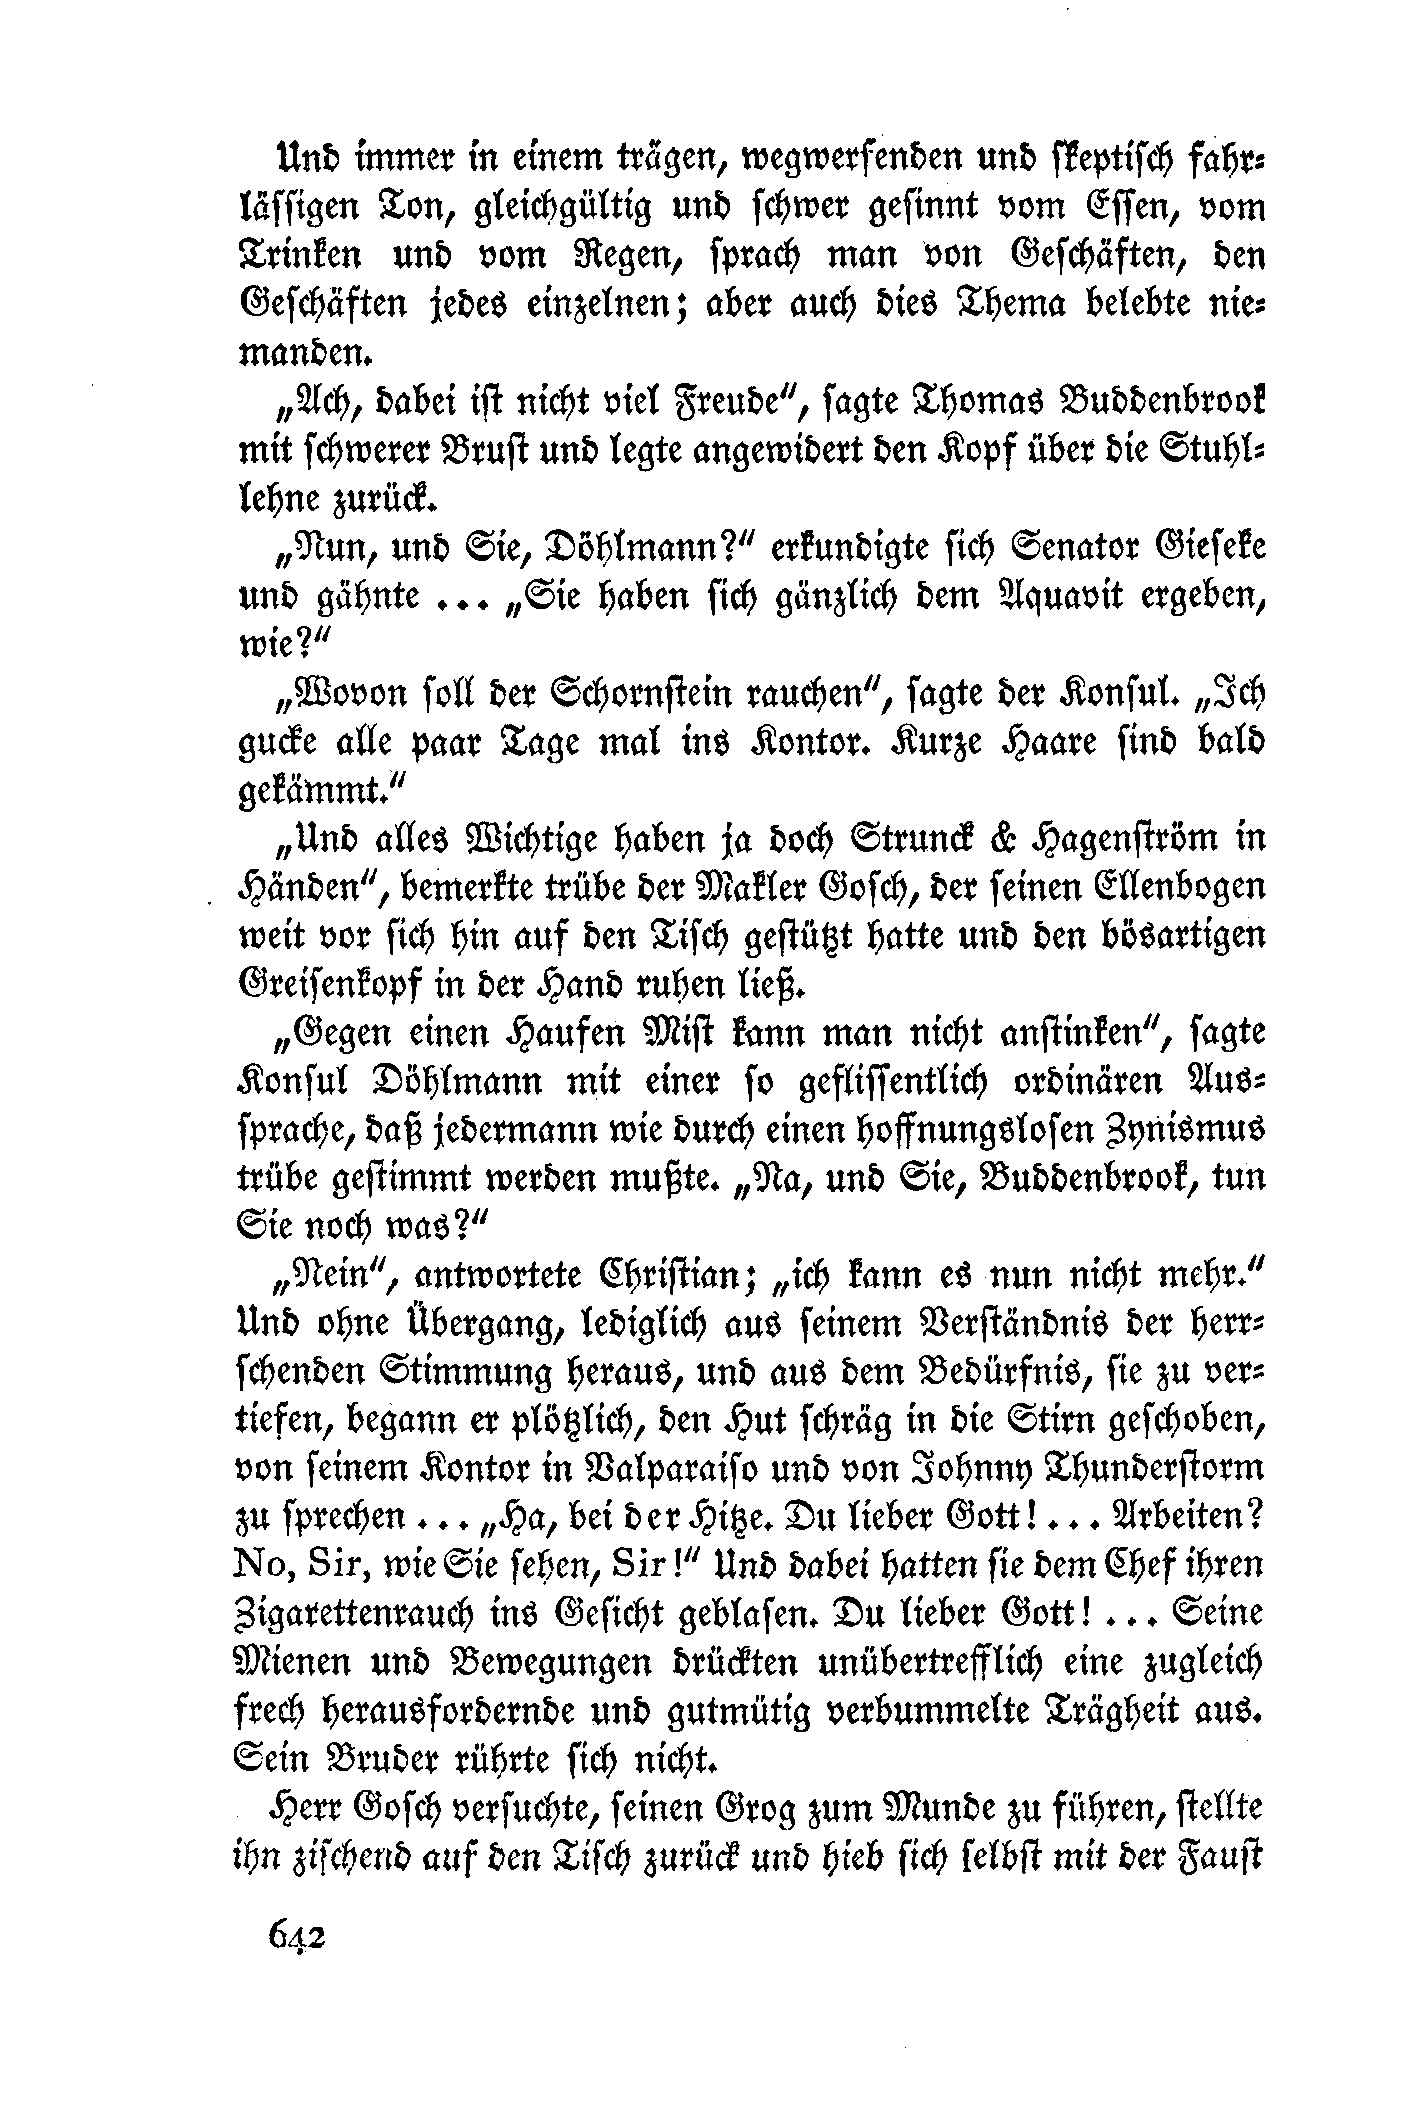 Und immer in einem trägen, wegwerfenden und skeptisch fahr-
lässigen Ton, gleichgültig und schwer gesinnt vom Essen, vom
Trinken und vom Regen, sprach man von Geschäften, den
Geschäften jedes einzelnen; aber auch dies Thema belebte nie-
manden.
„Ach, dabei ist nicht viel Freude“, sagte Thomas Buddenbrook
mit schwerer Brust und legte angewidert den Kopf über die Stuhl-
lehne zurück.
„Nun, und Sie, Döhlmann?“ erkundigte sich Senator Gieseke
und gähnte ... „Sie haben sich gänzlich dem Aquavit ergeben,
wie?“
„Wovon soll der Schornstein rauchen“, sagte der Konsul. „Ich
gucke alle paar Tage mal ins Kontor. Kurze Haare sind bald
gekämmt.“
„Und alles Wichtige haben ja doch Strunck & Hagenström in
Händen“, bemerkte trübe der Makler Gosch, der seinen Ellenbogen
weit vor sich hin auf den Tisch gestützt hatte und den bösartigen
Greisenkopf in der Hand ruhen ließ.
„Gegen einen Haufen Mist kann man nicht anstinken“, sagte
Konsul Döhlmann mit einer so geflissentlich ordinären Aus-
sprache, daß jedermann wie durch einen hoffnungslosen Zynismus
trübe gestimmt werden mußte. „Na, und Sie, Buddenbrook, tun
Sie noch was?“
„Nein“, antwortete Christian; „ich kann es nun nicht mehr.“
Und ohne Übergang, lediglich aus seinem Verständnis der herr-
schenden Stimmung heraus, und aus dem Bedürfnis, sie zu ver-
tiefen, begann er plötzlich, den Hut schräg in die Stirn geschoben,
von seinem Kontor in Valparaiso und von Johnny Thunderstorm
zu sprechen ... „Ha, bei der Hitze. Du lieber Gott! ... Arbeiten?
No, Sir, wie Sie sehen, Sir!“ Und dabei hatten sie dem Chef ihren
Zigarettenrauch ins Gesicht geblasen. Du lieber Gott! ... Seine
Mienen und Bewegungen drückten unübertrefflich eine zugleich
frech herausfordernde und gutmütig verbummelte Trägheit aus.
Sein Bruder rührte sich nicht.
Herr Gosch versuchte, seinen Grog zum Munde zu führen, stellte
ihn zischend auf den Tisch zurück und hieb sich selbst mit der Faust
642